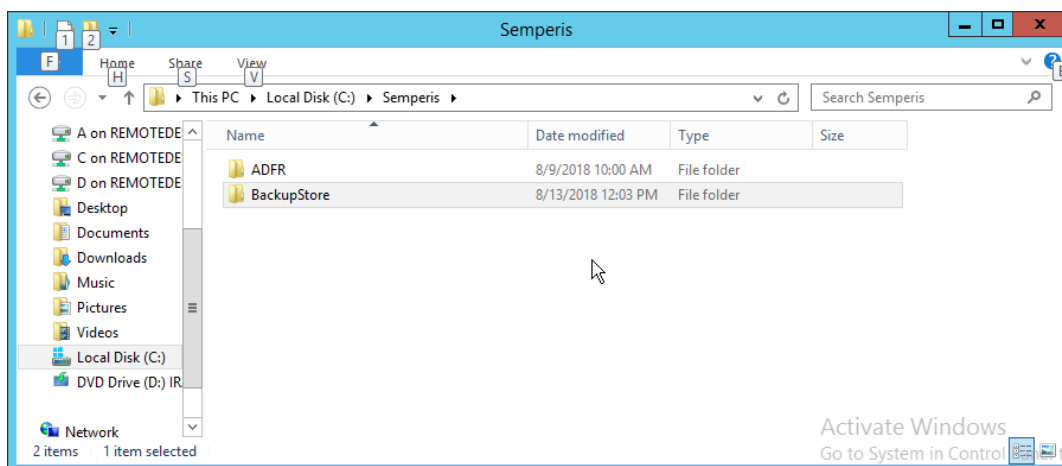 Semperis
1 2
F Home Share View
H S V
This PC Local Disk (C:) Semperis Search Semperis
Name Date modified Type Size
A on REMOTEDE
C on REMOTEDE
D on REMOTEDE
Desktop
Documents
Downloads
Music
Pictures
Videos
Local Disk (C:)
DVD Drive (D:) IR
Network
ADFR 8/9/2018 10:00 AM File folder
BackupStore 8/13/2018 12:03 PM File folder
Activate Windows
Go to System in Control
2 items 1 item selected